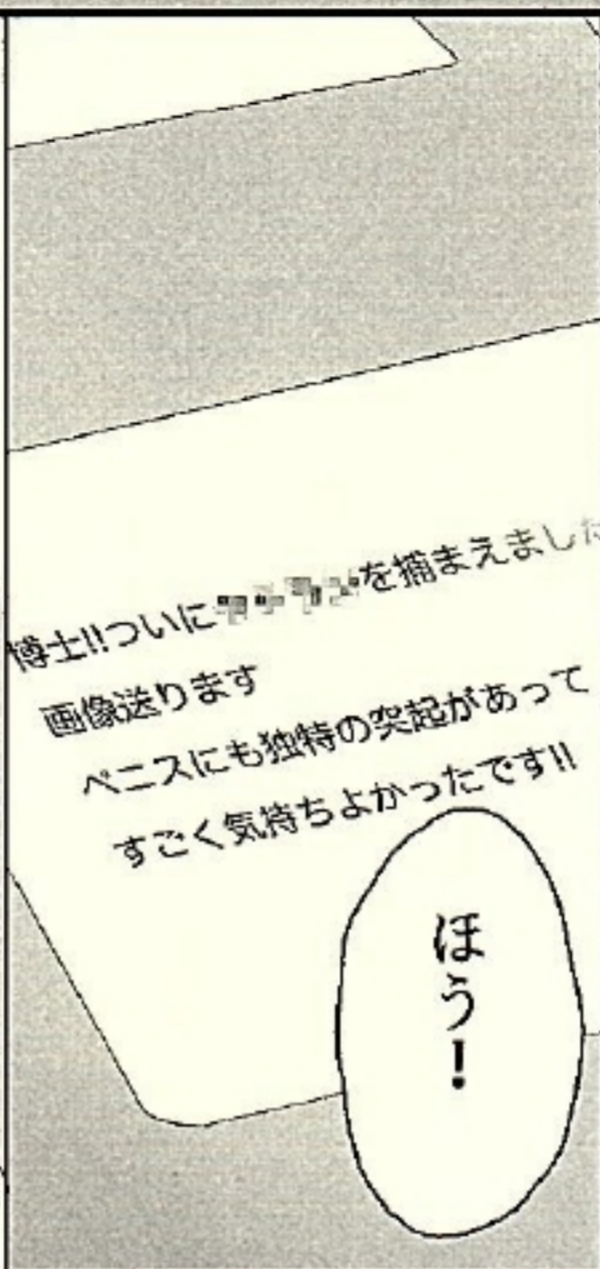 博士!!ついに を捕まえました
画像送ります
ペニスにも独特の突起があって
すごく気持ちよかったです!!
ほう!